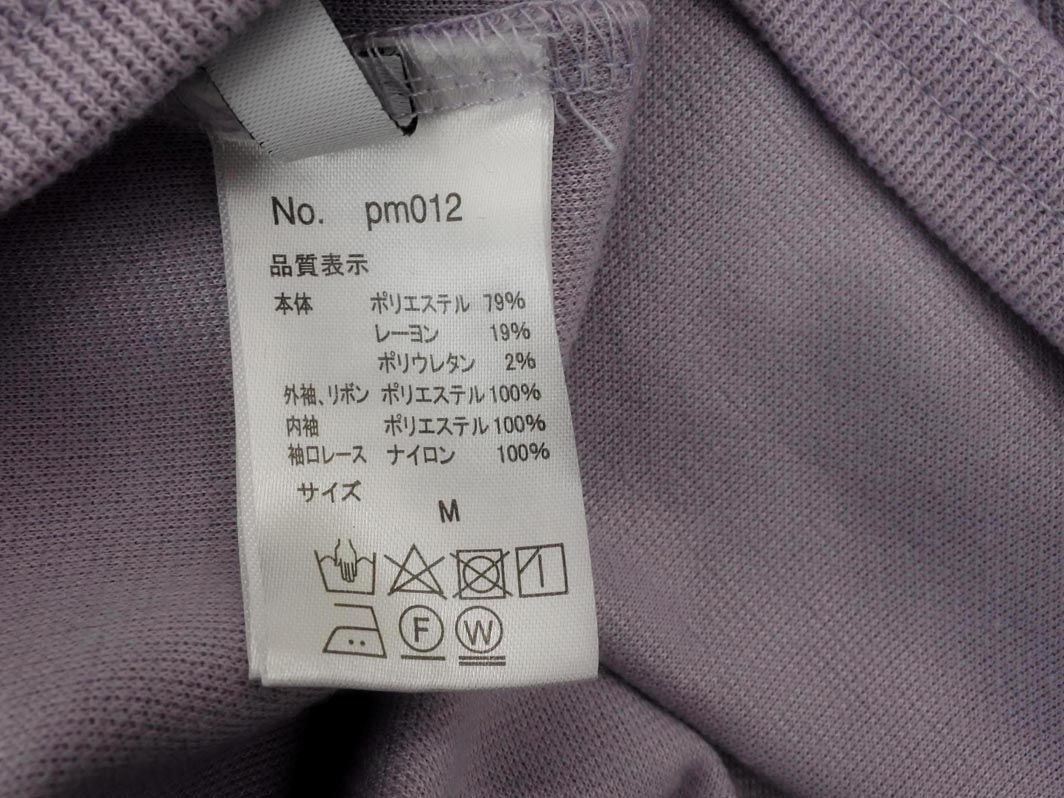 No. pm012
品質表示
本体 ポリエステル 79%
レーヨン 19%
ポリウレタン 2%
外袖、リボン ポリエステル 100%
内袖 ポリエステル 100%
袖口レース ナイロン 100%
サイズ
M
F W